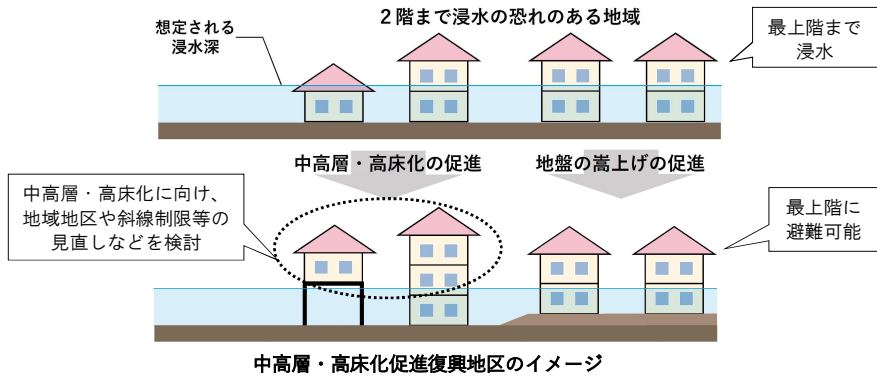 2階まで浸水の恐れのある地域
想定される
浸水深
最上階まで
浸水
中高層・高床化の促進
地盤の嵩上げの促進
中高層・高床化に向け、
地域地区や斜線制限等の
見直しなどを検討
最上階に
避難可能
中高層・高床化促進復興地区のイメージ